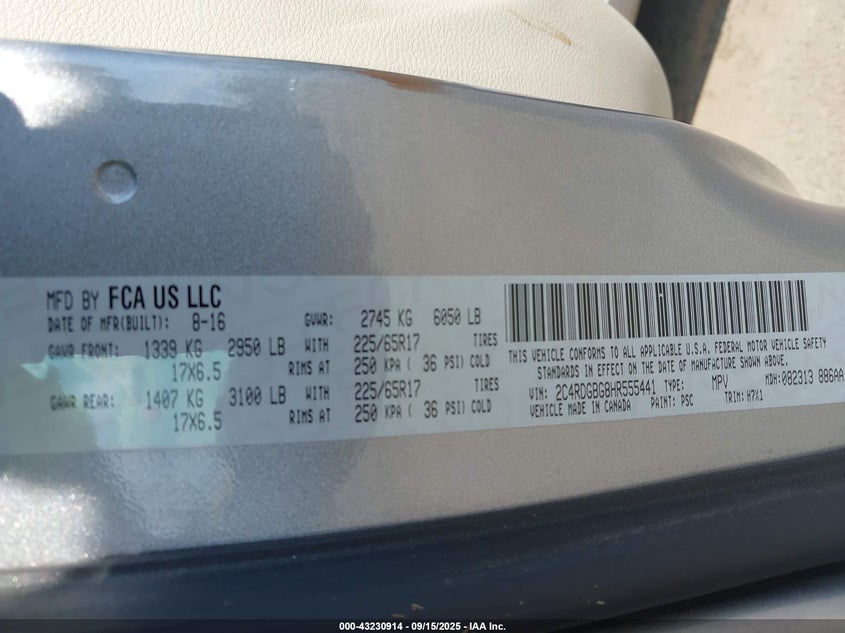 MFD BY FCA US LLC
DATE OF MFR(BUILT): 8-16 GVWR: 2745 KG 6050 LB
GAWR FRONT: 1339 KG 2950 LB WITH 225/65R17 TIRES
17X6.5 RIMS AT 250 KPA ( 36 PSI) COLD
GAWR REAR: 1407 KG 3100 LB WITH 225/65R17 TIRES
17X6.5 RIMS AT 250 KPA ( 36 PSI) COLD
THIS VEHICLE CONFORMS TO ALL APPLICABLE U.S.A. FEDERAL MOTOR VEHICLE SAFETY
STANDARDS IN EFFECT ON THE DATE OF MANUFACTURE SHOWN ABOVE.
VIN: 2C4RDGBG8HR555441 TYPE: MPV MDH: 082313 886AA
VEHICLE MADE IN CANADA PAINT: PSC TRIM: H7X1
000-43230914 - 09/15/2025 - IAA Inc.